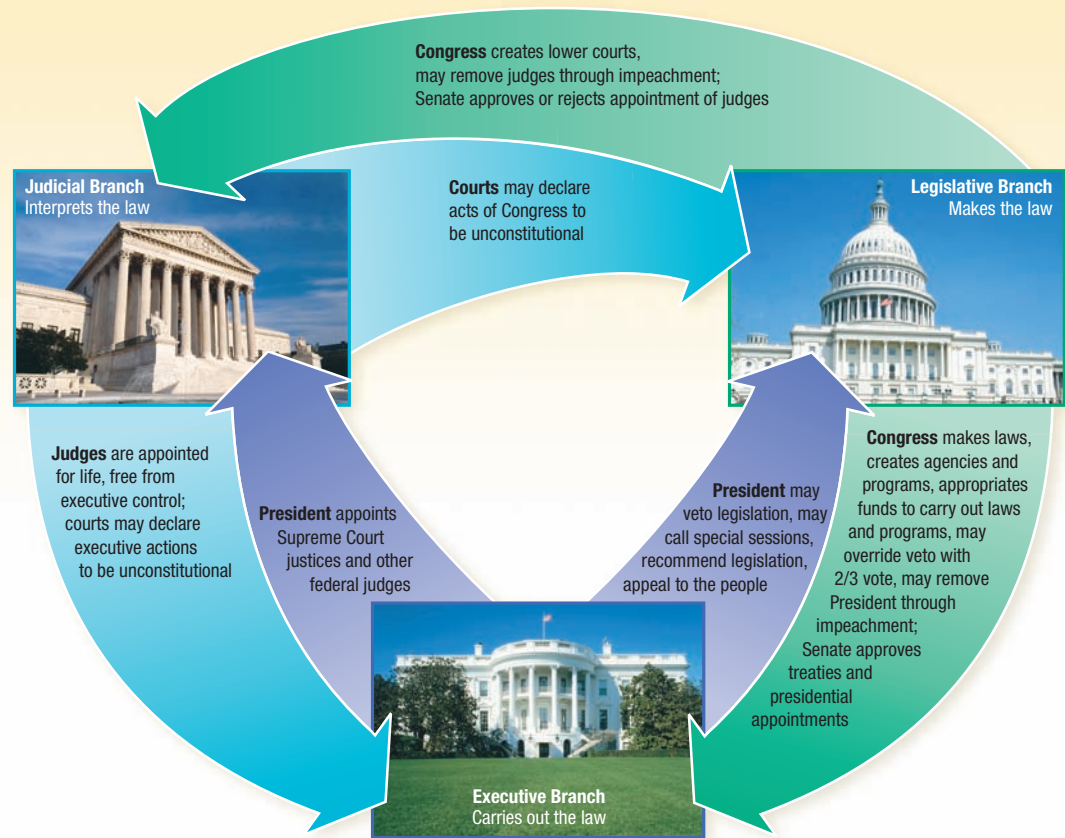 Congress creates lower courts,
may remove judges through impeachment;
Senate approves or rejects appointment of judges
Judicial Branch
Interprets the law
Courts may declare
acts of Congress to
be unconstitutional
Legislative Branch
Makes the law
Judges are appointed
for life, free from
executive control;
courts may declare
executive actions
to be unconstitutional
President appoints
Supreme Court
justices and other
federal judges
President may
veto legislation, may
call special sessions,
recommend legislation,
appeal to the people
Congress makes laws,
creates agencies and
programs, appropriates
funds to carry out laws
and programs, may
override veto with
2/3 vote, may remove
President through
impeachment;
Senate approves
treaties and
presidential
appointments
Executive Branch
Carries out the law